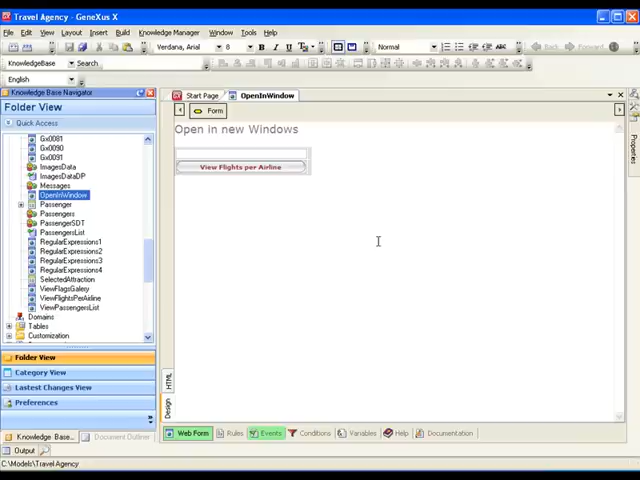 Travel Agency - GeneXus X
File Edit View Layout Insert Build Knowledge Manager Window Tools Help
Verdana, Arial 8 B I U T Normal Back Forward
KnowledgeBase Search
English
Knowledge Base Navigator
Start Page OpenInWindow
Folder View
Form
Quick Access
Open in new Windows
View Flights per Airline
Gx0081
Gx0090
Gx0091
ImagesData
ImagesDataDP
Messages
OpenInWindow
Passenger
Passengers
PassengerSDT
PassengersList
RegularExpressions1
RegularExpressions2
RegularExpressions3
RegularExpressions4
SelectedAttraction
ViewFlagsGalery
ViewFlightsPerAirline
ViewPassengersList
Domains
Tables
Customization
Folder View
Category View
Lastest Changes View
Preferences
Properties
HTML
Design
Web Form Rules Events Conditions Variables Help Documentation
Knowledge Base... Document Outliner
Output
C:\Models\Travel Agency